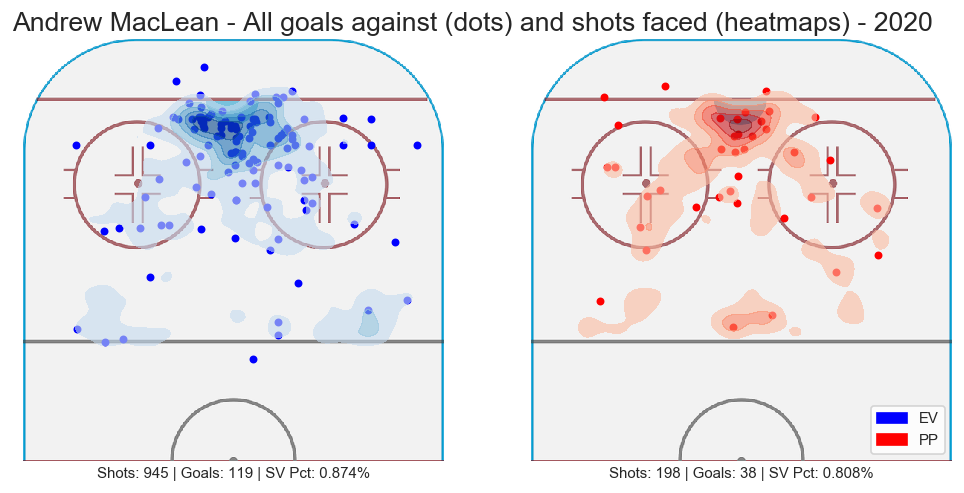 Andrew MacLean - All goals against (dots) and shots faced (heatmaps) - 2020
EV
PP
Shots: 945 | Goals: 119 | SV Pct: 0.874%
Shots: 198 | Goals: 38 | SV Pct: 0.808%